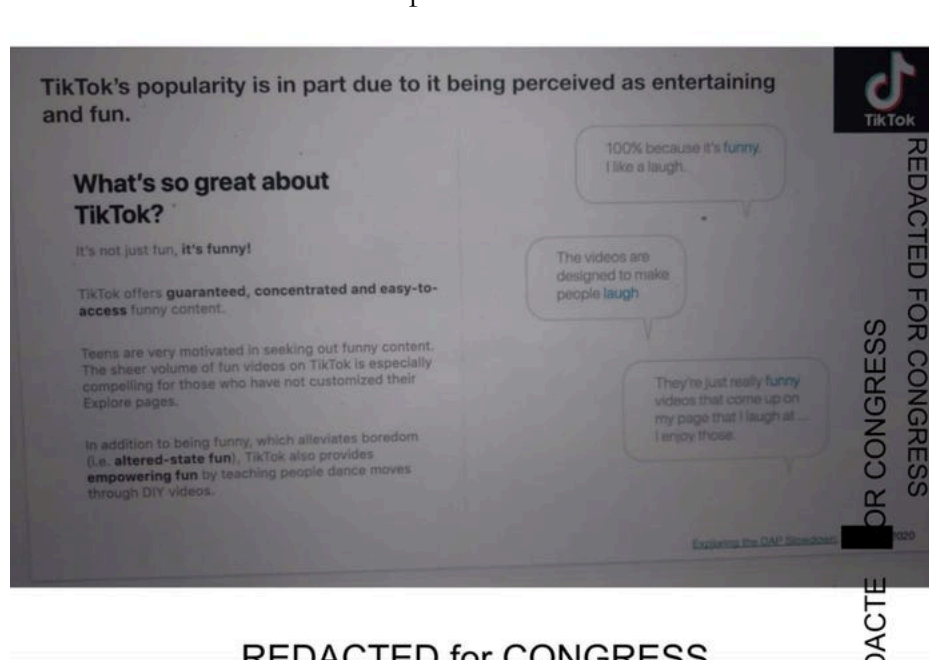 TikTok's popularity is in part due to it being perceived as entertaining
and fun.
TikTok
What's so great about
TikTok?
It's not just fun, it's funny!
TikTok offers guaranteed, concentrated and easy-to-
access funny content.
Teens are very motivated in seeking out funny content.
The sheer volume of fun videos on TikTok is especially
compelling for those who have not customized their
Explore pages.
In addition to being funny, which alleviates boredom
(i.e. altered-state fun), TikTok also provides
empowering fun by teaching people dance moves
through DIY videos.
100% because it's funny.
I like a laugh.
The videos are
designed to make
people laugh
They're just really funny
videos that come up on
my page that I laugh at ...
I enjoy those.
Exploring the DAP Slowdown
2020
REDACTED FOR CONGRESS
OR CONGRESS
DACTE
REDACTED for CONGRESS